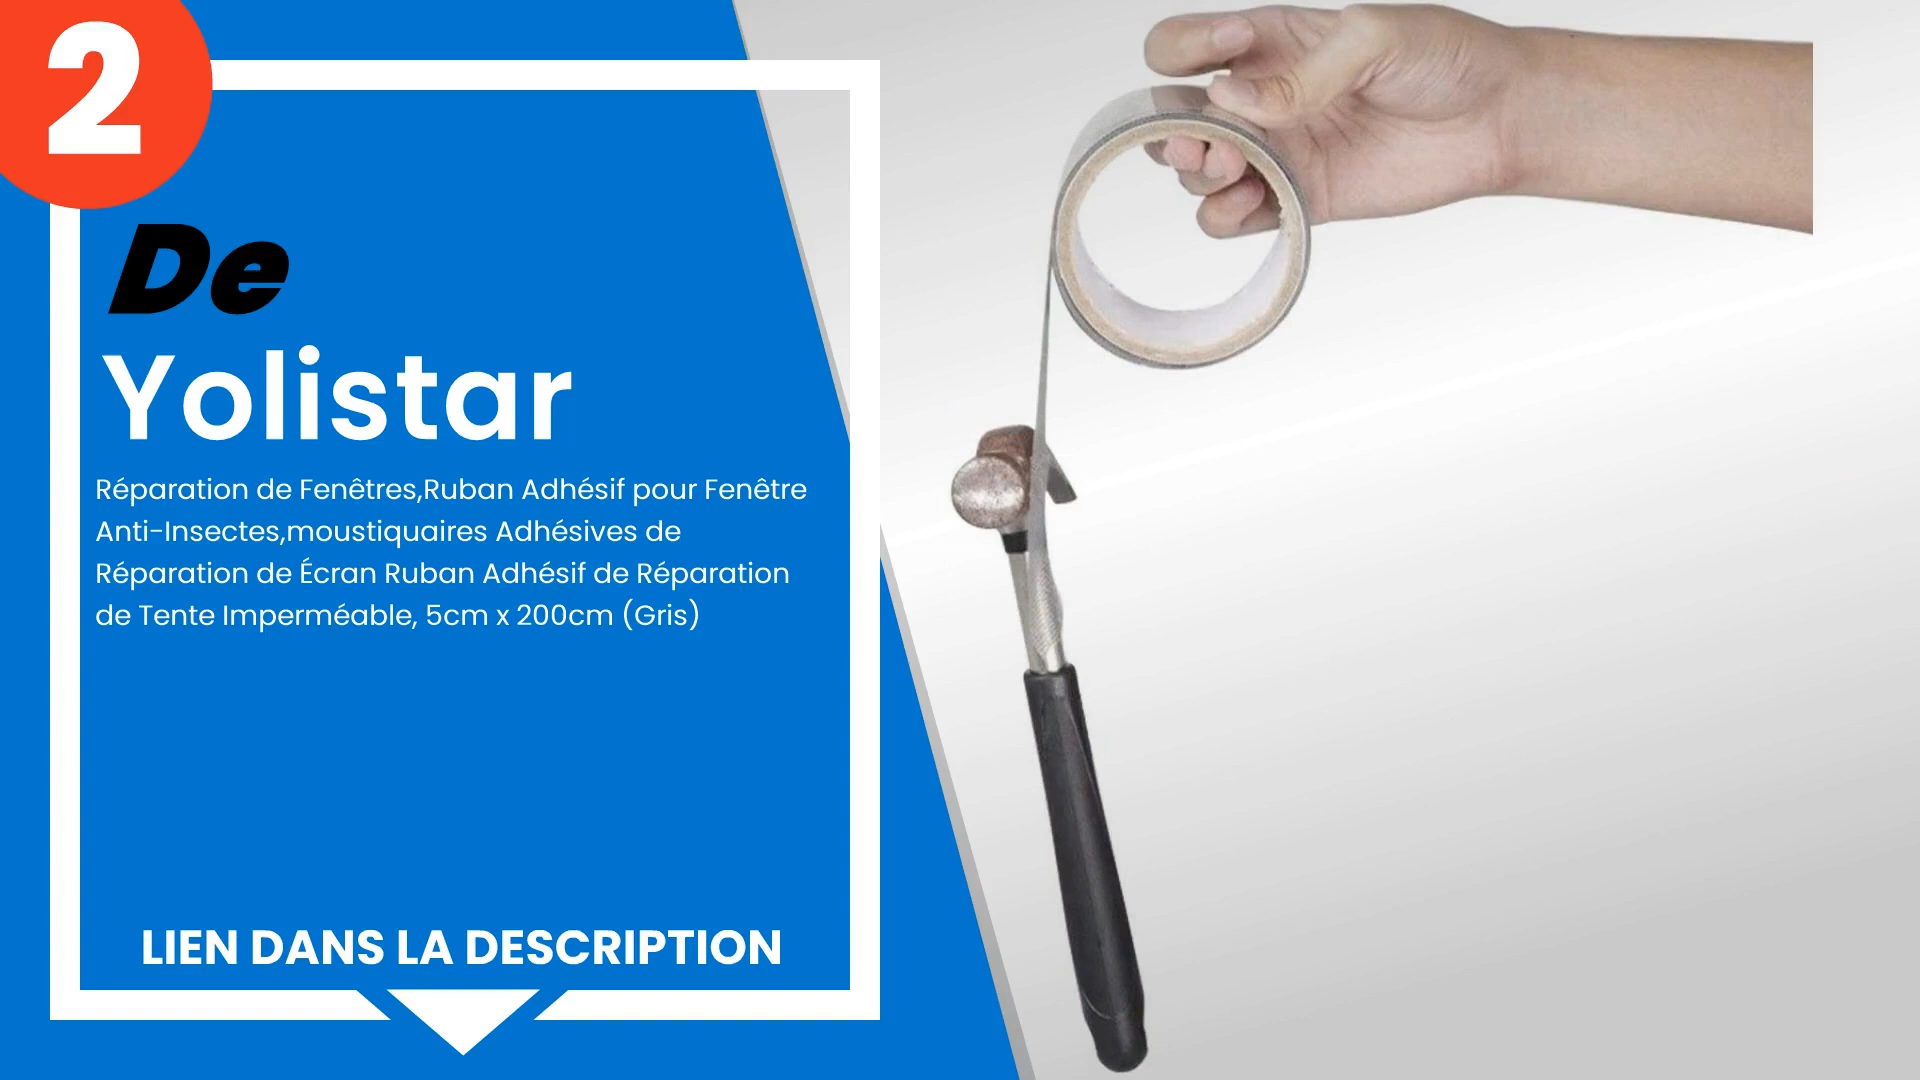 2
De
Yolistar
Réparation de Fenêtres,Ruban Adhésif pour Fenêtre
Anti-Insectes,moustiquaires Adhésives de
Réparation de Écran Ruban Adhésif de Réparation
de Tente Imperméable, 5cm x 200cm (Gris)
LIEN DANS LA DESCRIPTION